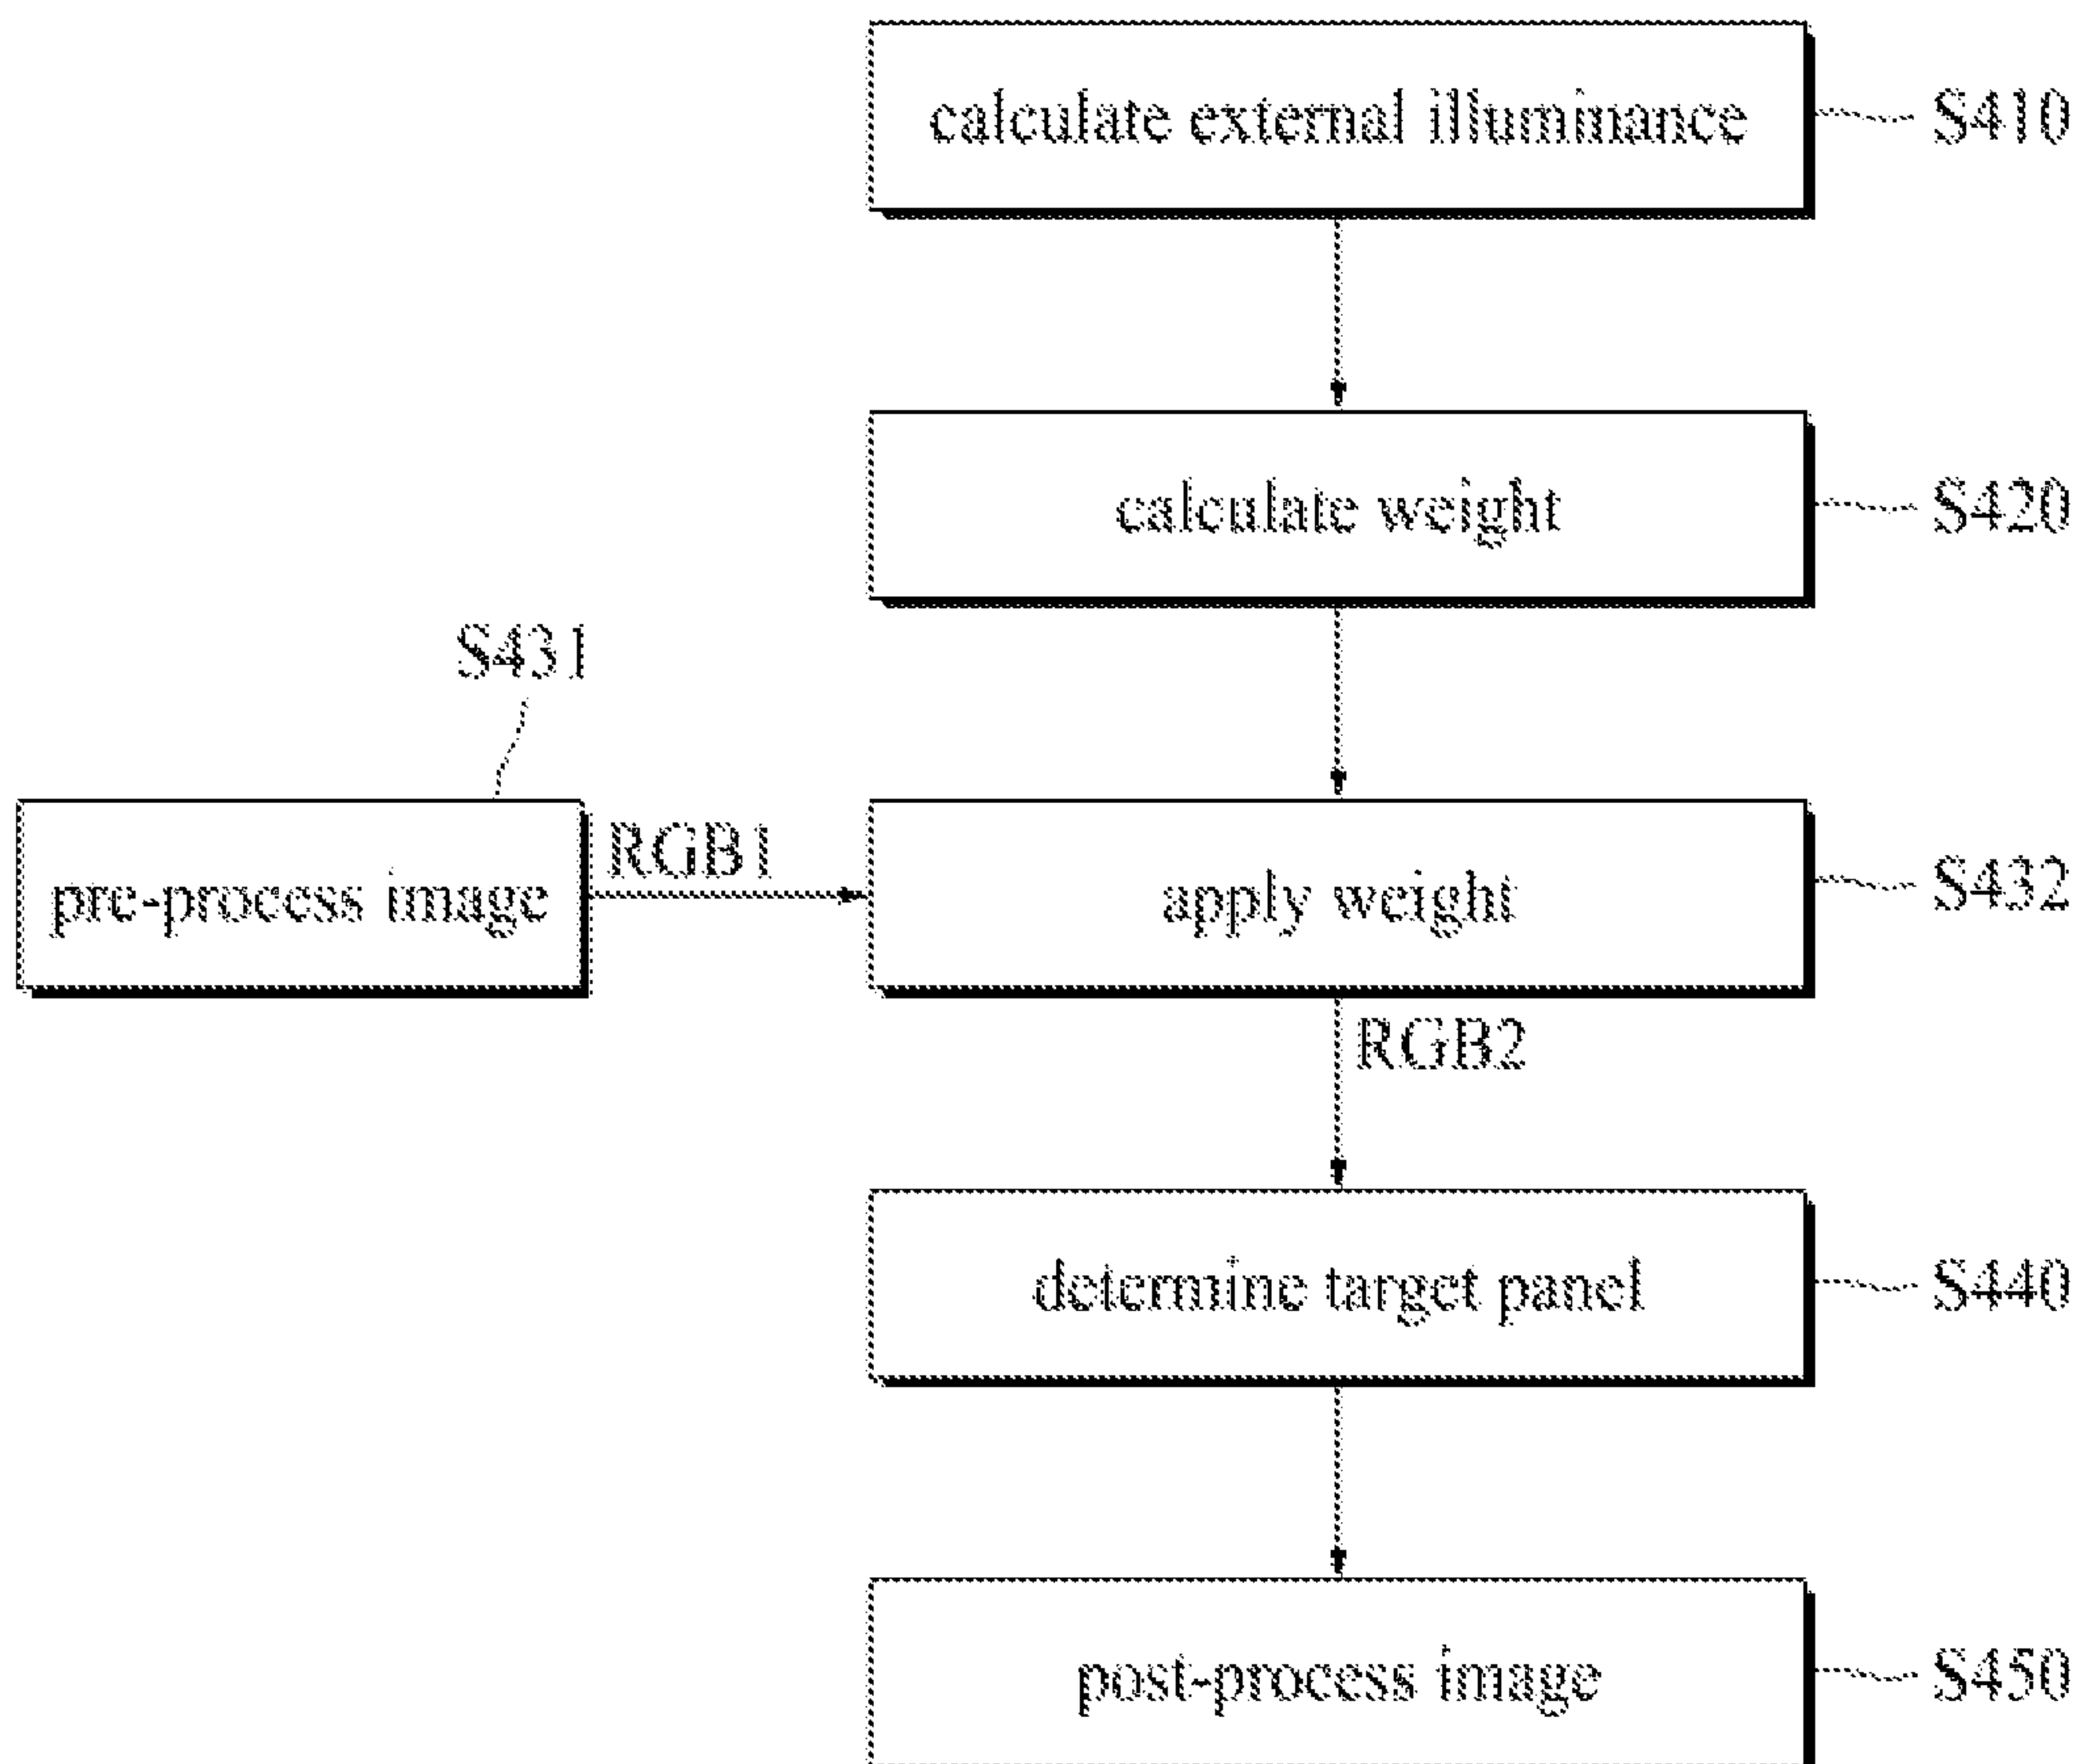 calculate external illuminance
S410
calculate weight
S420
S431
pre-process image
RGB1
apply weight
S432
RGB2
determine target panel
S440
post-process image
S450